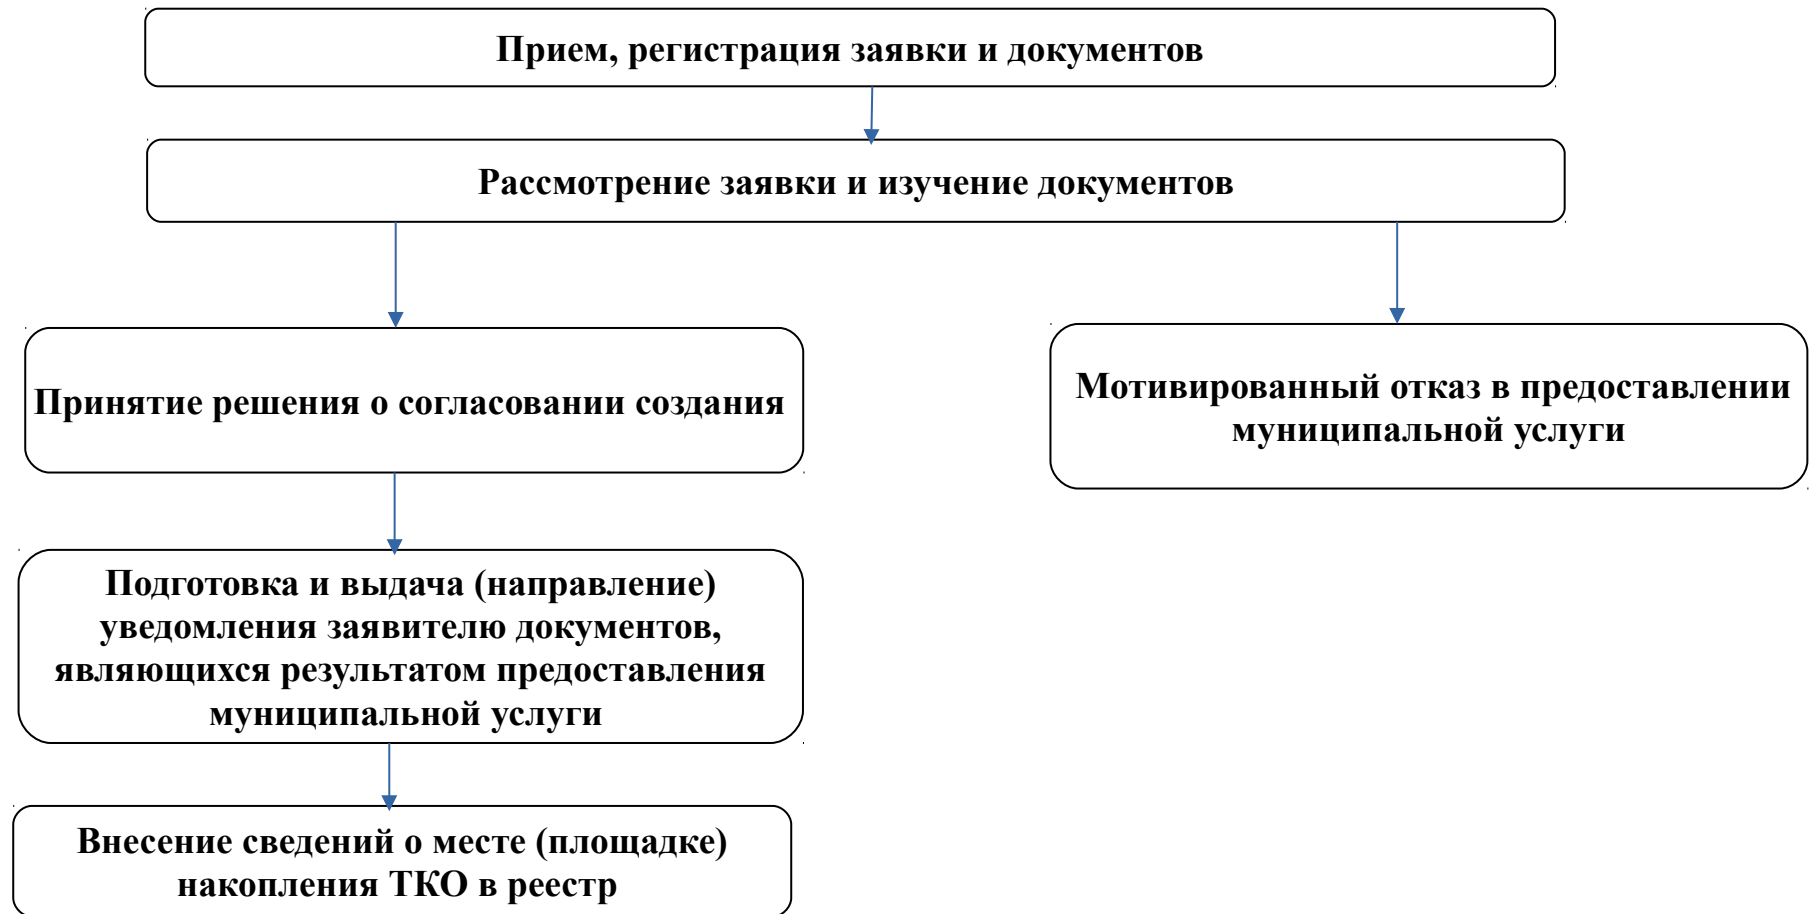 Прием, регистрация заявки и документов
Рассмотрение заявки и изучение документов
Принятие решения о согласовании создания
Мотивированный отказ в предоставлении
муниципальной услуги
Подготовка и выдача (направление)
уведомления заявителю документов,
являющихся результатом предоставления
муниципальной услуги
Внесение сведений о месте (площадке)
накопления ТКО в реестр